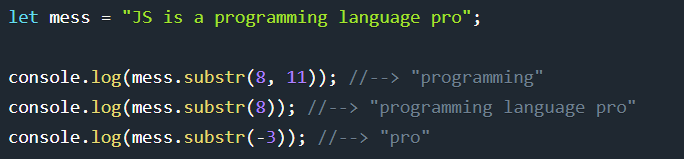 let mess = "JS is a programming language pro";
console.log(mess.substr(8, 11)); //--> "programming"
console.log(mess.substr(8)); //--> "programming language pro"
console.log(mess.substr(-3)); //--> "pro"